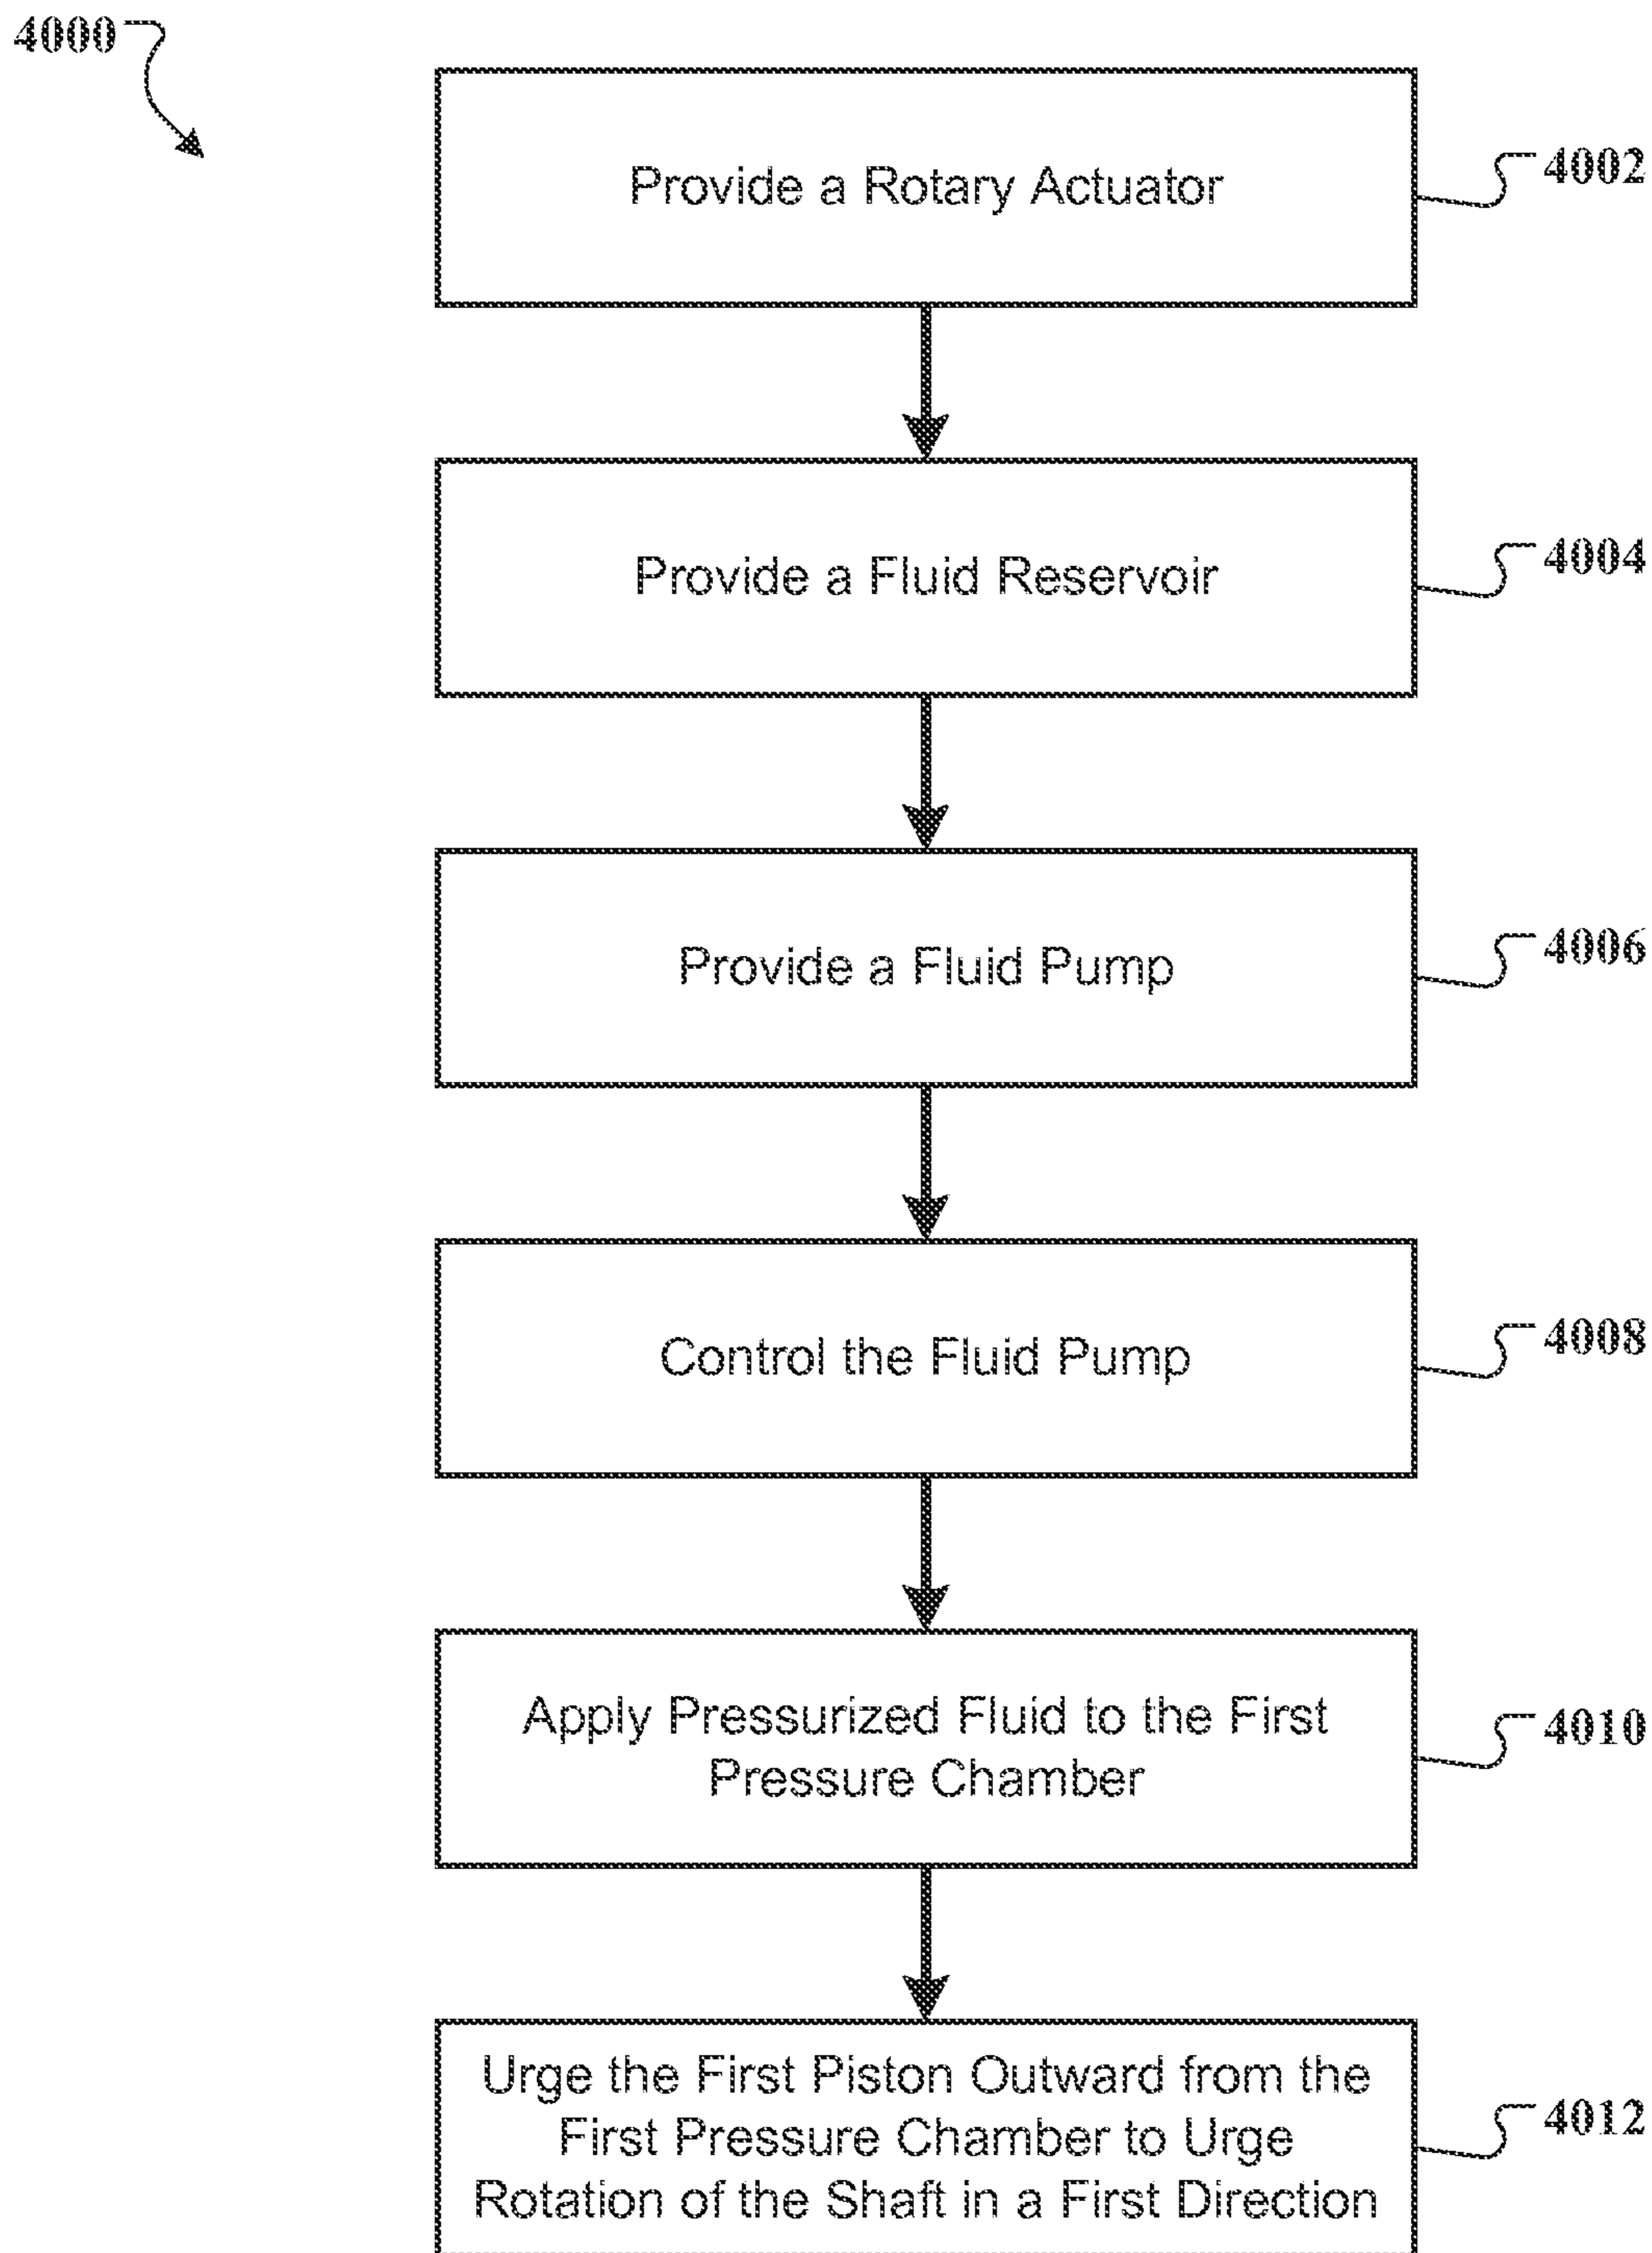 4000
Provide a Rotary Actuator
4002
Provide a Fluid Reservoir
4004
Provide a Fluid Pump
4006
Control the Fluid Pump
4008
Apply Pressurized Fluid to the First
Pressure Chamber
4010
Urge the First Piston Outward from the
First Pressure Chamber to Urge
Rotation of the Shaft in a First Direction
4012